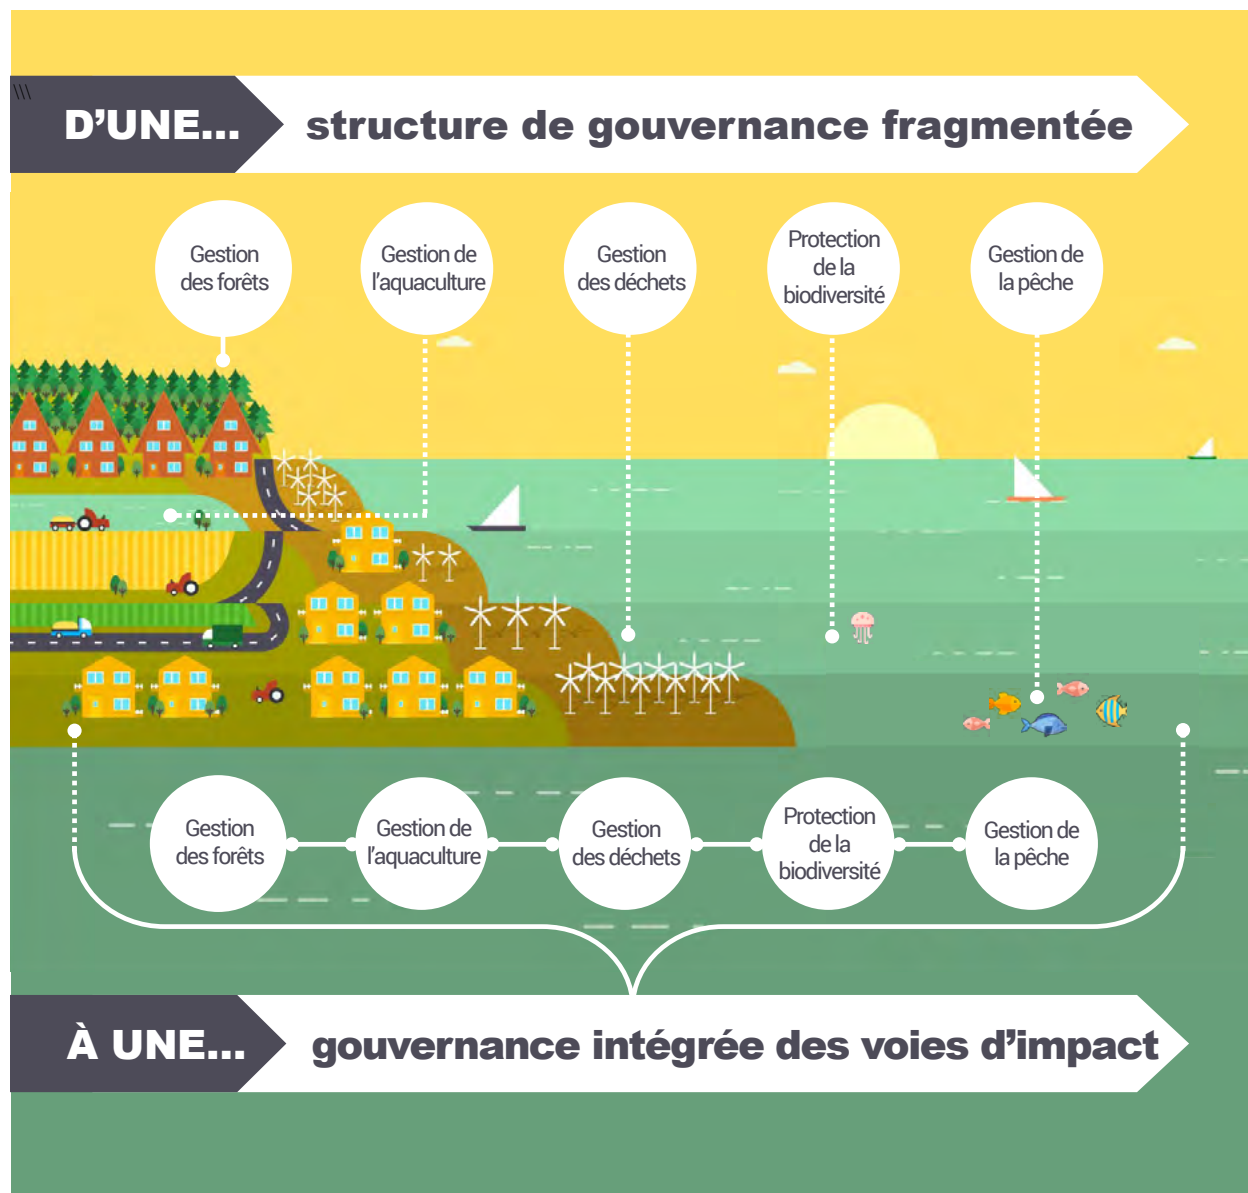 \\\
D’UNE... structure de gouvernance fragmentée
Gestion
des forêts
Gestion de
l’aquaculture
Gestion
des déchets
Protection
de la
biodiversité
Gestion de
la pêche
Gestion
des forêts
Gestion de
l’aquaculture
Gestion
des déchets
Protection
de la
biodiversité
Gestion de
la pêche
À UNE... gouvernance intégrée des voies d’impact